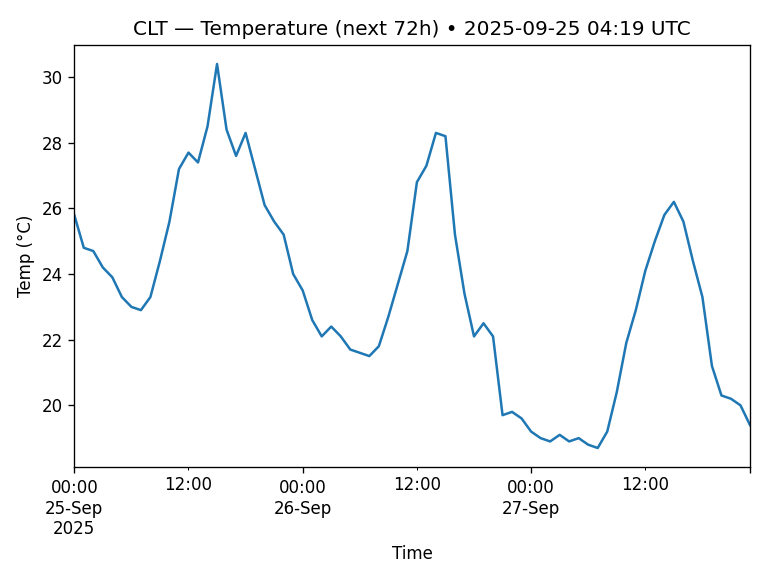 CLT — Temperature (next 72h) • 2025-09-25 04:19 UTC
Temp (°C)
30
28
26
24
22
20
00:00 12:00 00:00 12:00 00:00 12:00
25-Sep 26-Sep 27-Sep
2025
Time